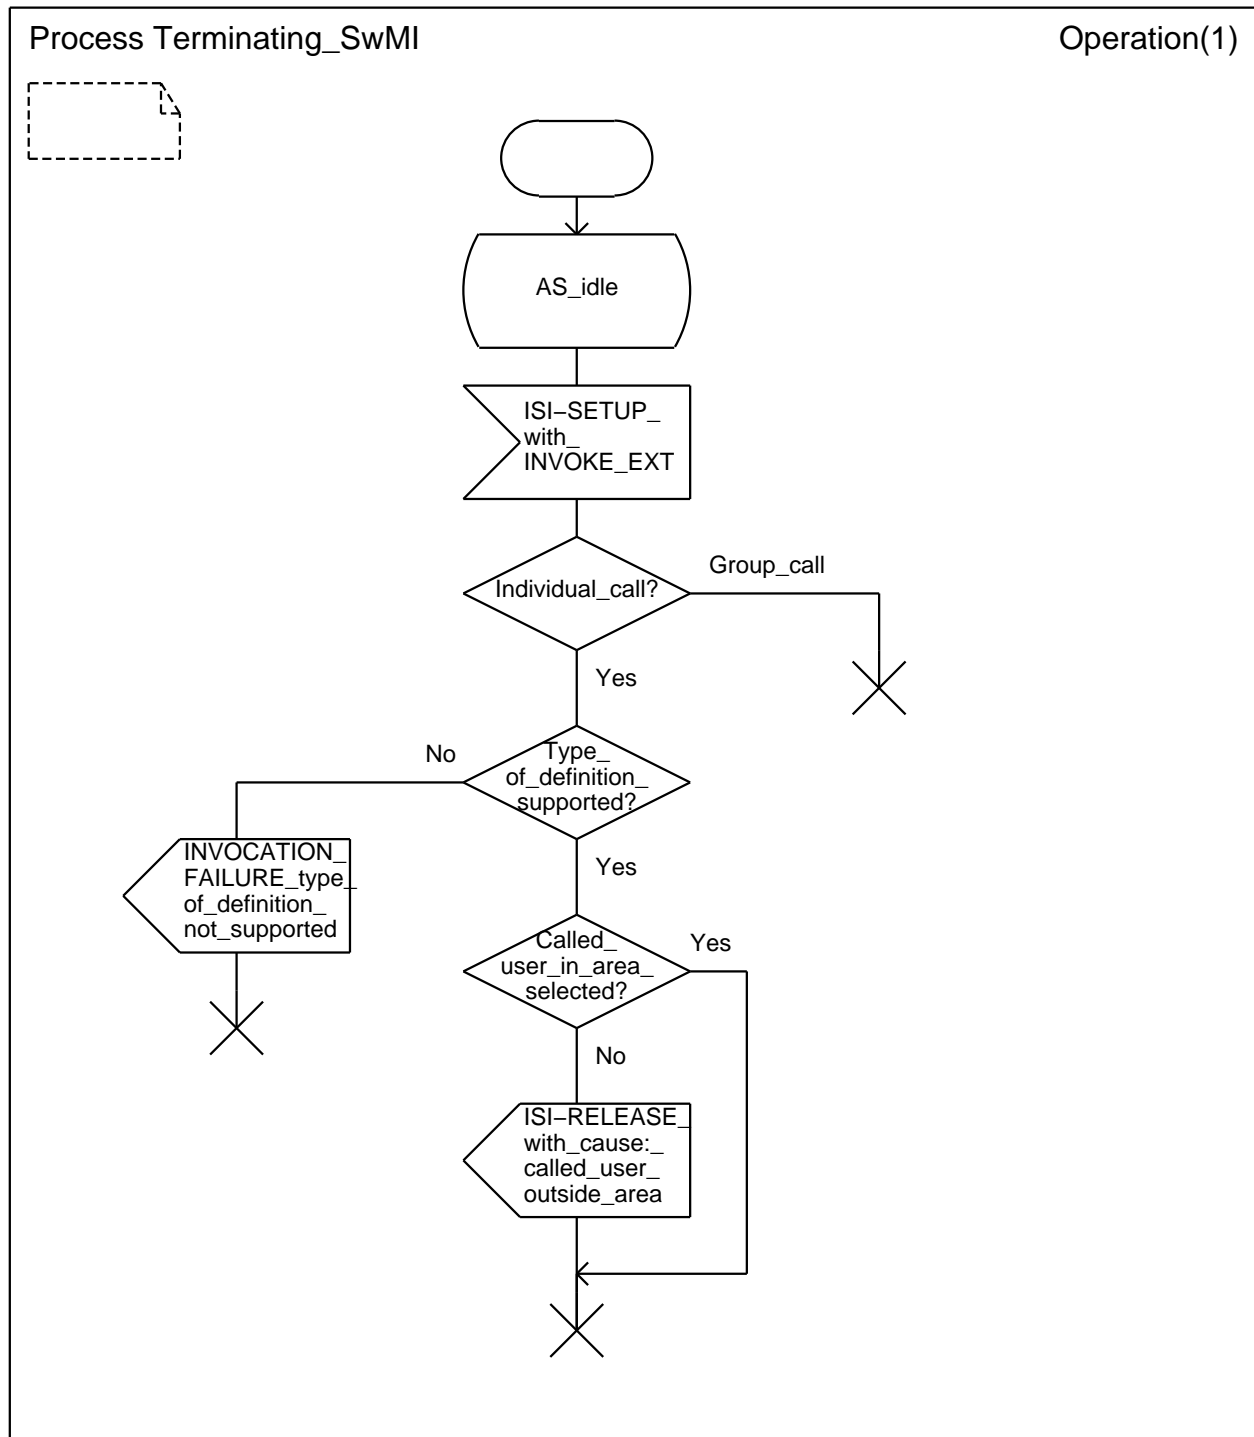 Process Terminating_SwMI
Operation(1)
AS_idle
ISI−SETUP_
with_
INVOKE_EXT
Individual_call?
Group_call
Yes
Type_
of_definition_
supported?
No
INVOCATION_
FAILURE_type_
of_definition_
not_supported
Yes
Called_
user_in_area_
selected?
Yes
No
ISI−RELEASE_
with_cause:_
called_user_
outside_area